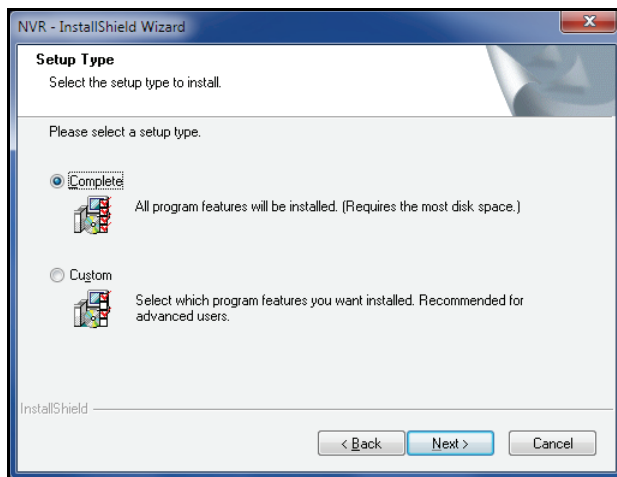 NVR - InstallShield Wizard
Setup Type
Select the setup type to install.
Please select a setup type.
Complete
All program features will be installed. (Requires the most disk space.)
Custom
Select which program features you want installed. Recommended for
advanced users.
InstallShield
< Back
Next >
Cancel